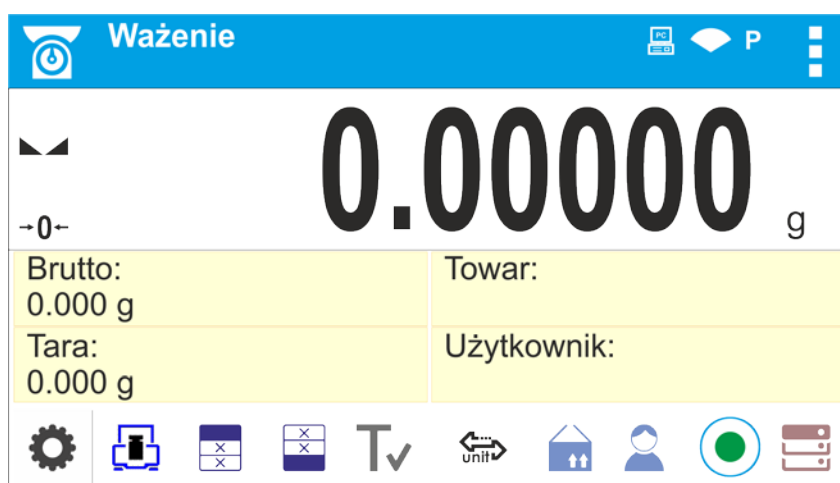 Ważenie
PC
P
0.00000 g
→0←
Brutto:
0.000 g
Towar:
Tara:
0.000 g
Użytkownik:
T
unit